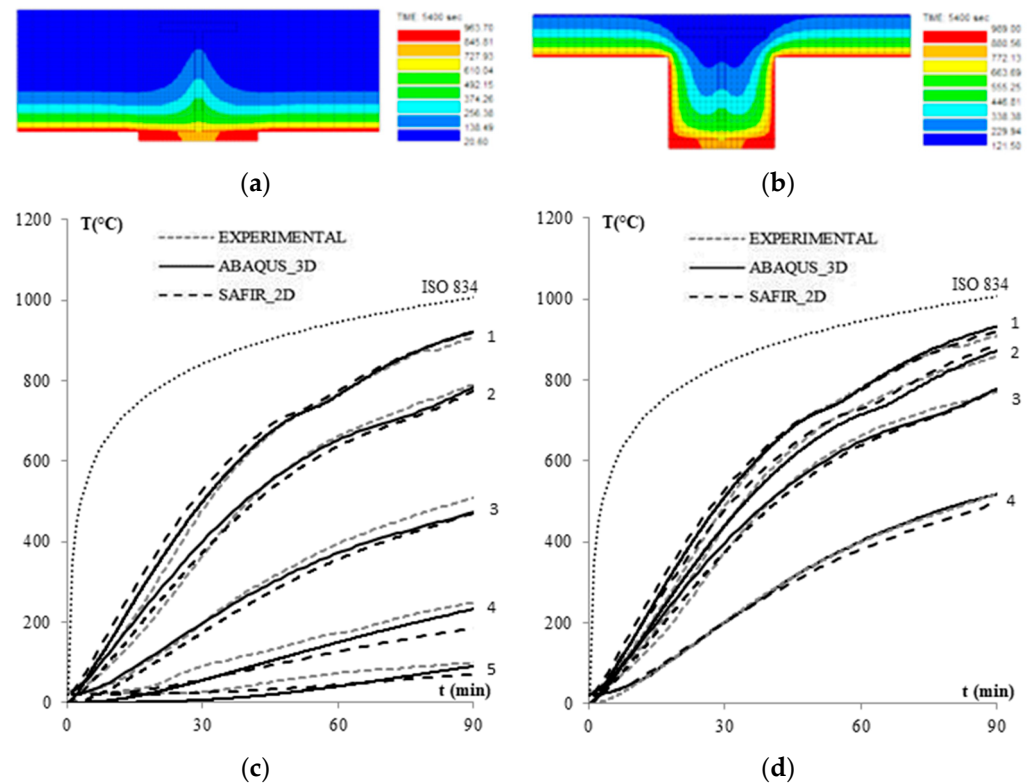 TIME: 5400 sec
963.70
845.81
727.93
610.04
492.15
374.26
256.38
138.49
20.60
TIME: 5400 sec
989.00
880.56
772.13
663.69
555.25
446.81
338.38
229.94
121.50
(a)
(b)
1200
T(°C)
EXPERIMENTAL
ABAQUS_3D
SAFIR_2D
ISO 834
1000
800
600
400
200
0
1
2
3
4
5
t (min)
0
30
60
90
1200
T(°C)
EXPERIMENTAL
ABAQUS_3D
SAFIR_2D
ISO 834
1000
800
600
400
200
0
1
2
3
4
t (min)
0
30
60
90
(c)
(d)